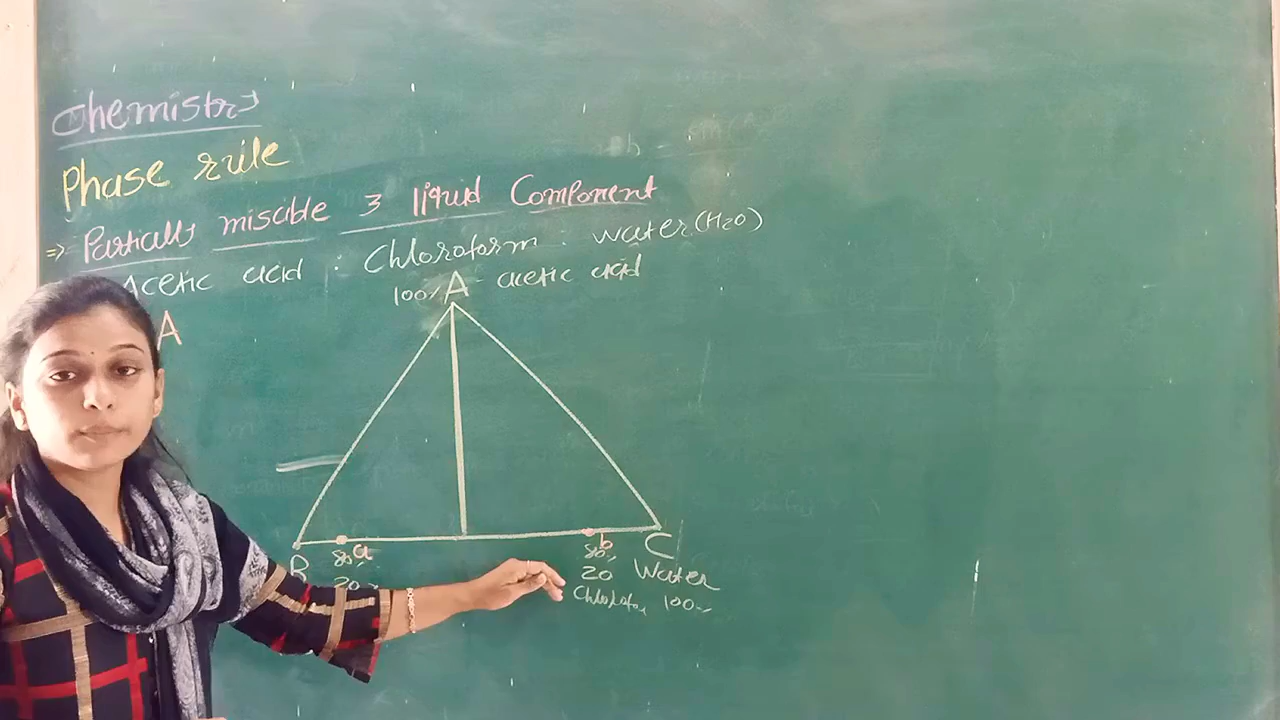 Chemistry
Phase rule
⇒ Partially miscible 3 liquid Component
Acetic acid : Chloroform : water (H2O)
100% A - acetic acid
A
B
a
80%
20%
b
80%
20
Chlorofor
C
Water
100%